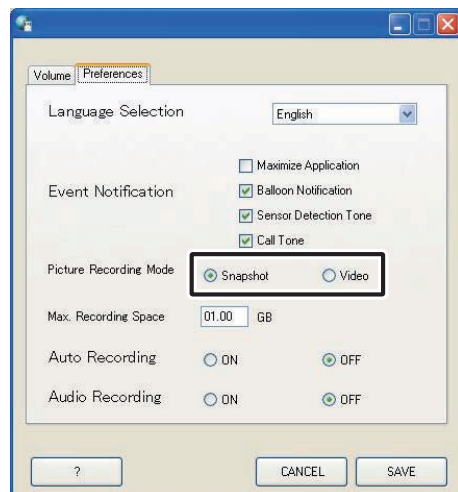 Volume Preferences
Language Selection English
Maximize Application
Event Notification Balloon Notification
Sensor Detection Tone
Call Tone
Picture Recording Mode Snapshot Video
Max. Recording Space 01.00 GB
Auto Recording ON OFF
Audio Recording ON OFF
? CANCEL SAVE